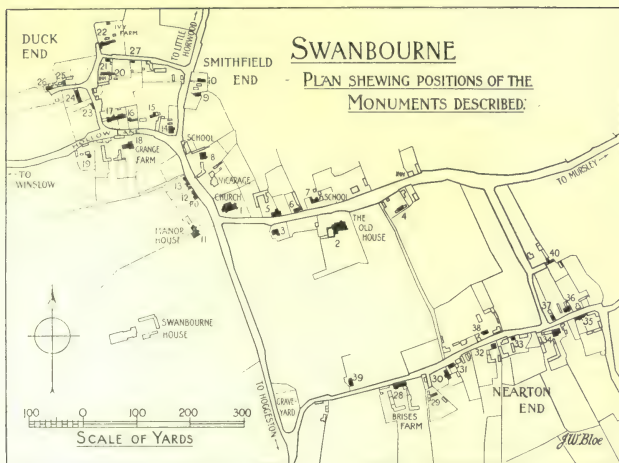 SWANBOURNE
PLAN SHEWING POSITIONS OF THE
MONUMENTS DESCRIBED.
DUCK
END
IVY
FARM
22
TO LITTLE
HORWOOD
SMITHFIELD
END
27
21
20
26
25
24
23
10
9
17
16
15
14
18
GRANGE
FARM
19
TO
WINSLOW
SCHOOL
8
VICARAGE
CHURCH
1
13
12
P.H.
MANOR
HOUSE
11
5
6
7
SCHOOL
3
THE
OLD
HOUSE
2
INN
4
TO MURSLEY
SWANBOURNE
HOUSE
40
37
36
35
38
34
33
32
31
30
29
39
28
BRISES
FARM
NEARTON
END
GRAVE-
YARD
TO HOGGESTON
100 0 100 200 300
SCALE OF YARDS
J.W.Bloe